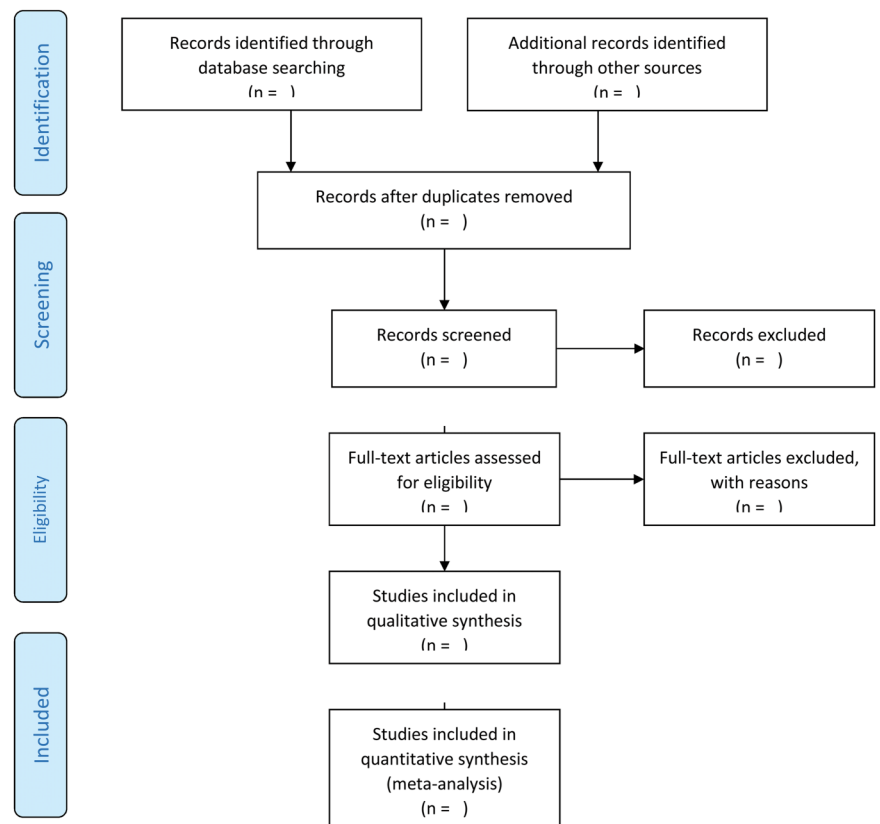 Identification
Records identified through
database searching
(n = )
Additional records identified
through other sources
(n = )
Records after duplicates removed
(n = )
Screening
Records screened
(n = )
Records excluded
(n = )
Eligibility
Full-text articles assessed
for eligibility
(n = )
Full-text articles excluded,
with reasons
(n = )
Studies included in
qualitative synthesis
(n = )
Included
Studies included in
quantitative synthesis
(meta-analysis)
(n = )